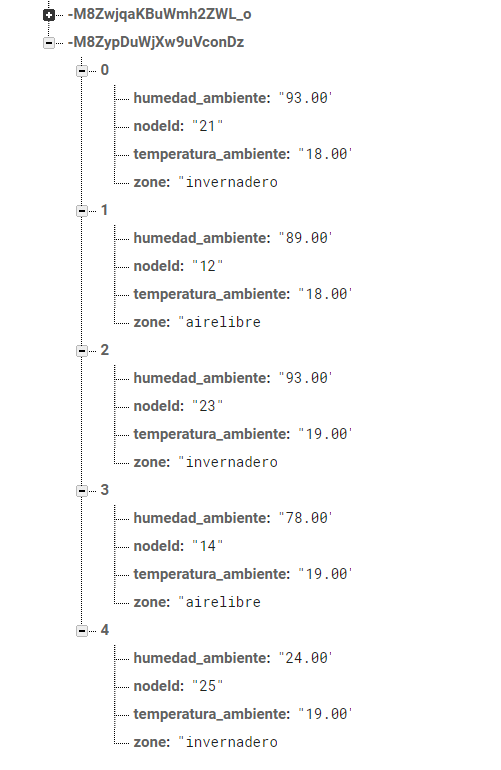 -M8ZwjqaKBuWmh2ZWL_o
-M8ZypDuWjXw9uVconDz
0
humedad_ambiente: "93.00'
nodeId: "21"
temperatura_ambiente: "18.00'
zone: "invernadero
1
humedad_ambiente: "89.00'
nodeId: "12"
temperatura_ambiente: "18.00'
zone: "airelibre
2
humedad_ambiente: "93.00'
nodeId: "23"
temperatura_ambiente: "19.00'
zone: "invernadero
3
humedad_ambiente: "78.00'
nodeId: "14"
temperatura_ambiente: "19.00'
zone: "airelibre
4
humedad_ambiente: "24.00'
nodeId: "25"
temperatura_ambiente: "19.00'
zone: "invernadero